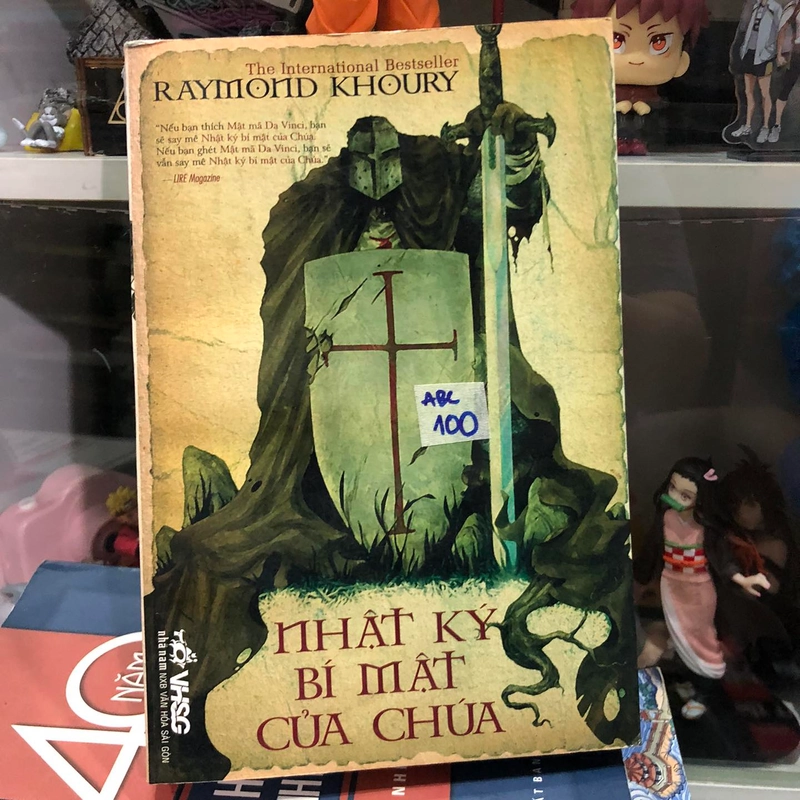 The International Bestseller
RAYMOND KHOURY
“Nếu bạn thích Mật mã Da Vinci, bạn
sẽ say mê Nhật ký bí mật của Chúa.
Nếu bạn ghét Mật mã Da Vinci, bạn sẽ
vẫn say mê Nhật ký bí mật của Chúa.”
—LIRE Magazine
ABC
100
NHẬT KÝ
BÍ MẬT
CỦA CHÚA
nhã nam
VHSG
NXB VĂN HÓA SÀI GÒN
40
NĂM